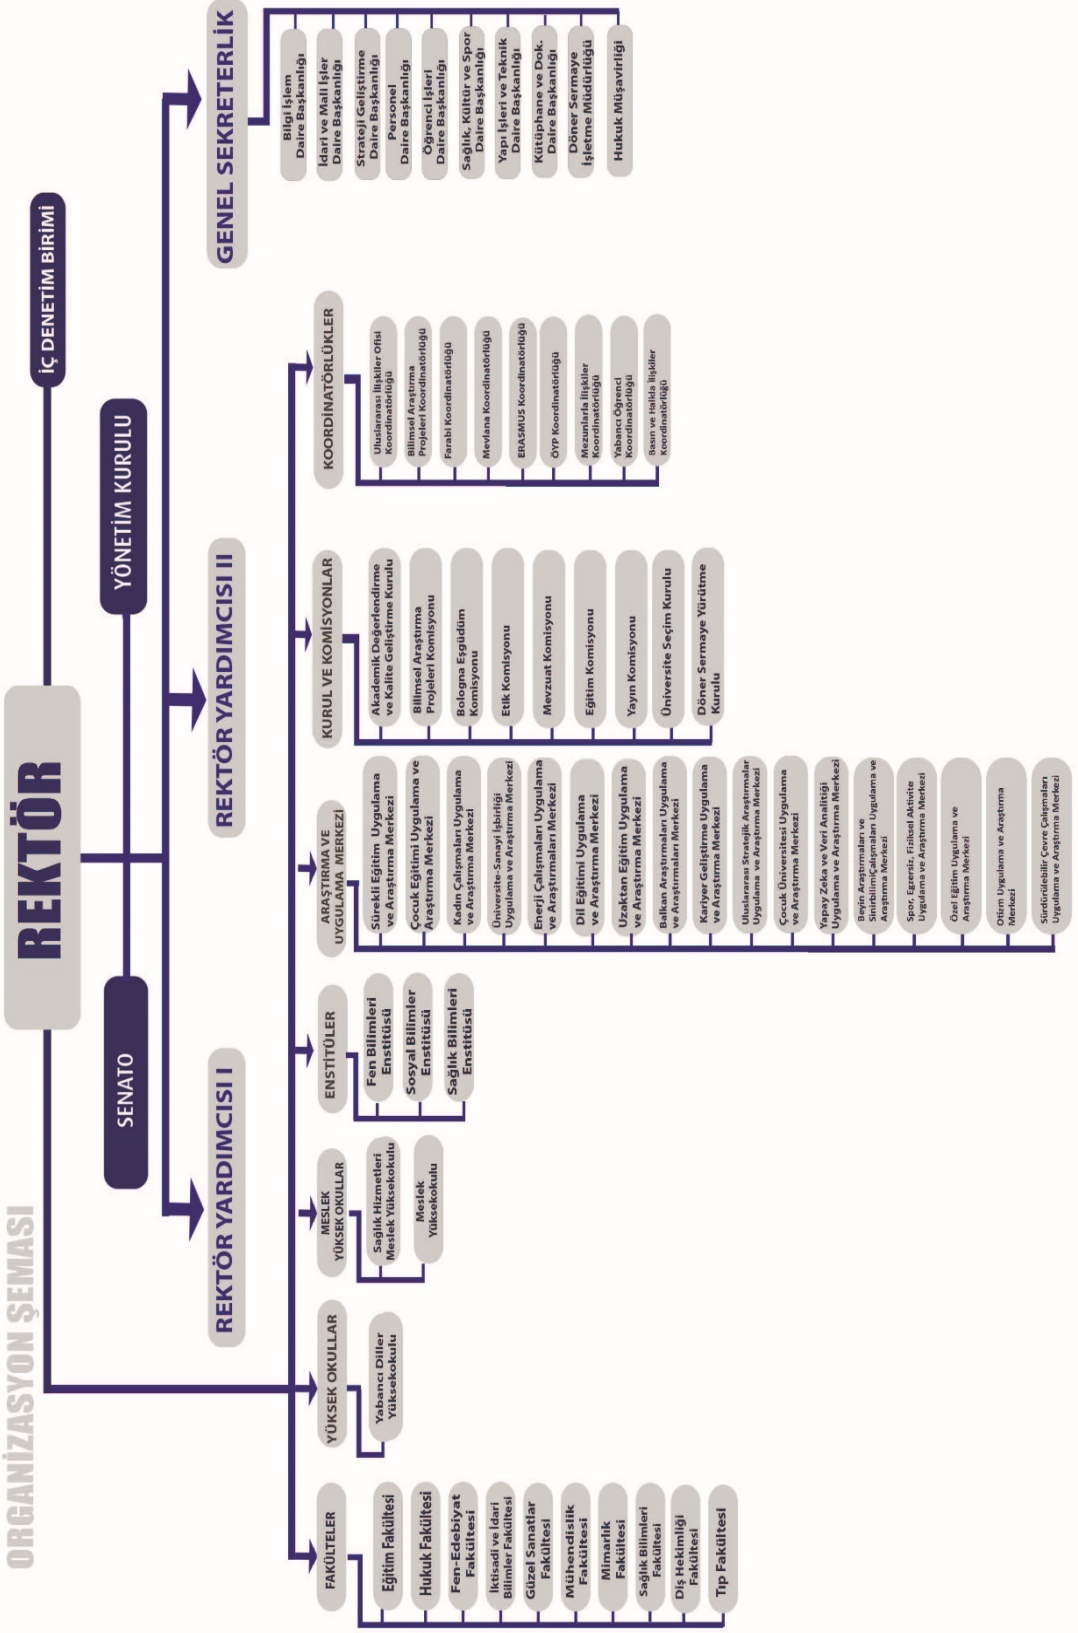 ORGANİZASYON ŞEMASI
REKTÖR
İÇ DENETİM BİRİMİ
SENATO
YÖNETİM KURULU
REKTÖR YARDIMCISI I
REKTÖR YARDIMCISI II
GENEL SEKRETERLİK
Bilgi İşlem
Daire Başkanlığı
İdari ve Mali İşler
Daire Başkanlığı
Strateji Geliştirme
Daire Başkanlığı
Personel
Daire Başkanlığı
Öğrenci İşleri
Daire Başkanlığı
Sağlık, Kültür ve Spor
Daire Başkanlığı
Yapı İşleri ve Teknik
Daire Başkanlığı
Kütüphane ve Dok.
Daire Başkanlığı
Döner Sermaye
İşletme Müdürlüğü
Hukuk Müşavirliği
FAKÜLTELER
Eğitim Fakültesi
Hukuk Fakültesi
Fen-Edebiyat
Fakültesi
İktisadi ve İdari
Bilimler Fakültesi
Güzel Sanatlar
Fakültesi
Mühendislik
Fakültesi
Mimarlık
Fakültesi
Sağlık Bilimleri
Fakültesi
Diş Hekimliği
Fakültesi
Tıp Fakültesi
YÜKSEK OKULLAR
Yabancı Diller
Yüksekokulu
MESLEK
YÜKSEK OKULLAR
Sağlık Hizmetleri
Meslek Yüksekokulu
Meslek
Yüksekokulu
ENSTİTÜLER
Fen Bilimleri
Enstitüsü
Sosyal Bilimler
Enstitüsü
Sağlık Bilimleri
Enstitüsü
ARAŞTIRMA VE
UYGULAMA MERKEZİ
Sürekli Eğitim Uygulama
ve Araştırma Merkezi
Çocuk Eğitimi Uygulama ve
Araştırma Merkezi
Kadın Çalışmaları Uygulama
ve Araştırma Merkezi
Üniversite-Sanayi İşbirliği
Uygulama ve Araştırma Merkezi
Enerji Çalışmaları Uygulama
ve Araştırmaları Merkezi
Dil Eğitimi Uygulama
ve Araştırma Merkezi
Uzaktan Eğitim Uygulama
ve Araştırma Merkezi
Balkan Araştırmaları Uygulama
ve Araştırmaları Merkezi
Kariyer Geliştirme Uygulama
ve Araştırma Merkezi
Uluslararası Stratejik Araştırmalar
Uygulama ve Araştırma Merkezi
Çocuk Üniversitesi Uygulama
ve Araştırma Merkezi
Yapay Zeka ve Veri Analitiği
Uygulama ve Araştırma Merkezi
Beyin Araştırmaları ve
SinirbilimiÇalışmaları Uygulama ve
Araştırma Merkezi
Spor, Egzersiz, Fiziksel Aktivite
Uygulama ve Araştırma Merkezi
Özel Eğitim Uygulama ve
Araştırma Merkezi
Otizm Uygulama ve Araştırma
Merkezi
Sürdürülebilir Çevre Çalışmaları
Uygulama ve Araştırma Merkezi
KURUL VE KOMİSYONLAR
Akademik Değerlendirme
ve Kalite Geliştirme Kurulu
Bilimsel Araştırma
Projeleri Komisyonu
Bologna Eşgüdüm
Komisyonu
Etik Komisyonu
Mevzuat Komisyonu
Eğitim Komisyonu
Yayın Komisyonu
Üniversite Seçim Kurulu
Döner Sermaye Yürütme
Kurulu
KOORDİNATÖRLÜKLER
Uluslararası İlişkiler Ofisi
Koordinatörlüğü
Bilimsel Araştırma
Projeleri Koordinatörlüğü
Farabi Koordinatörlüğü
Mevlana Koordinatörlüğü
ERASMUS Koordinatörlüğü
ÖYP Koordinatörlüğü
Mezunlarla İlişkiler
Koordinatörlüğü
Yabancı Öğrenci
Koordinatörlüğü
Basın ve Halkla İlişkiler
Koordinatörlüğü